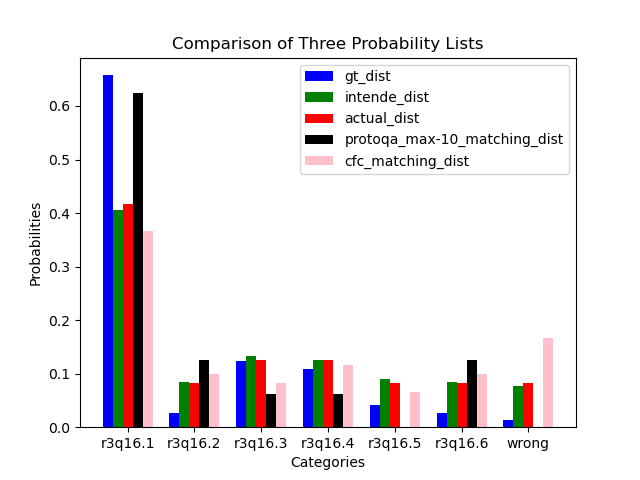 Comparison of Three Probability Lists
gt_dist
intende_dist
actual_dist
protoqa_max-10_matching_dist
cfc_matching_dist
Probabilities
0.6
0.5
0.4
0.3
0.2
0.1
0.0
r3q16.1 r3q16.2 r3q16.3 r3q16.4 r3q16.5 r3q16.6 wrong
Categories